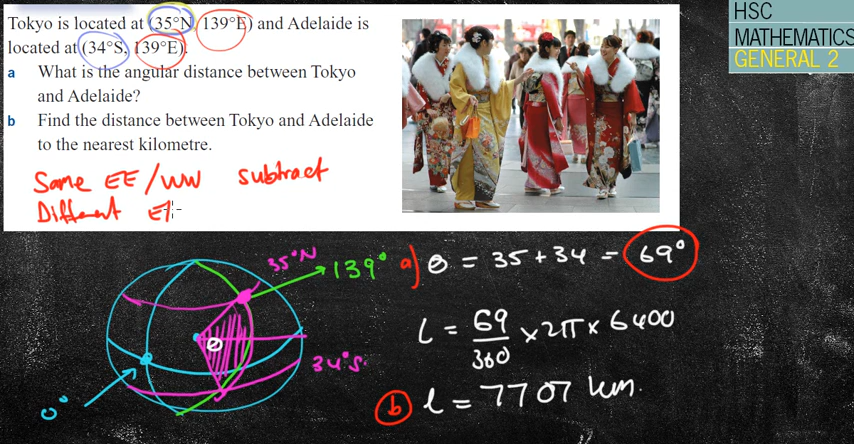 Tokyo is located at (35°N, 139°E) and Adelaide is
located at (34°S, 139°E).
a What is the angular distance between Tokyo
and Adelaide?
b Find the distance between Tokyo and Adelaide
to the nearest kilometre.
Same EE/WW subtract
Different E
HSC
MATHEMATICS
GENERAL 2
35°N
139°
34°S.
θ
0°
a) θ = 35 + 34 = 69°
l = 69/360 × 2π × 6400
b l = 7707 km.